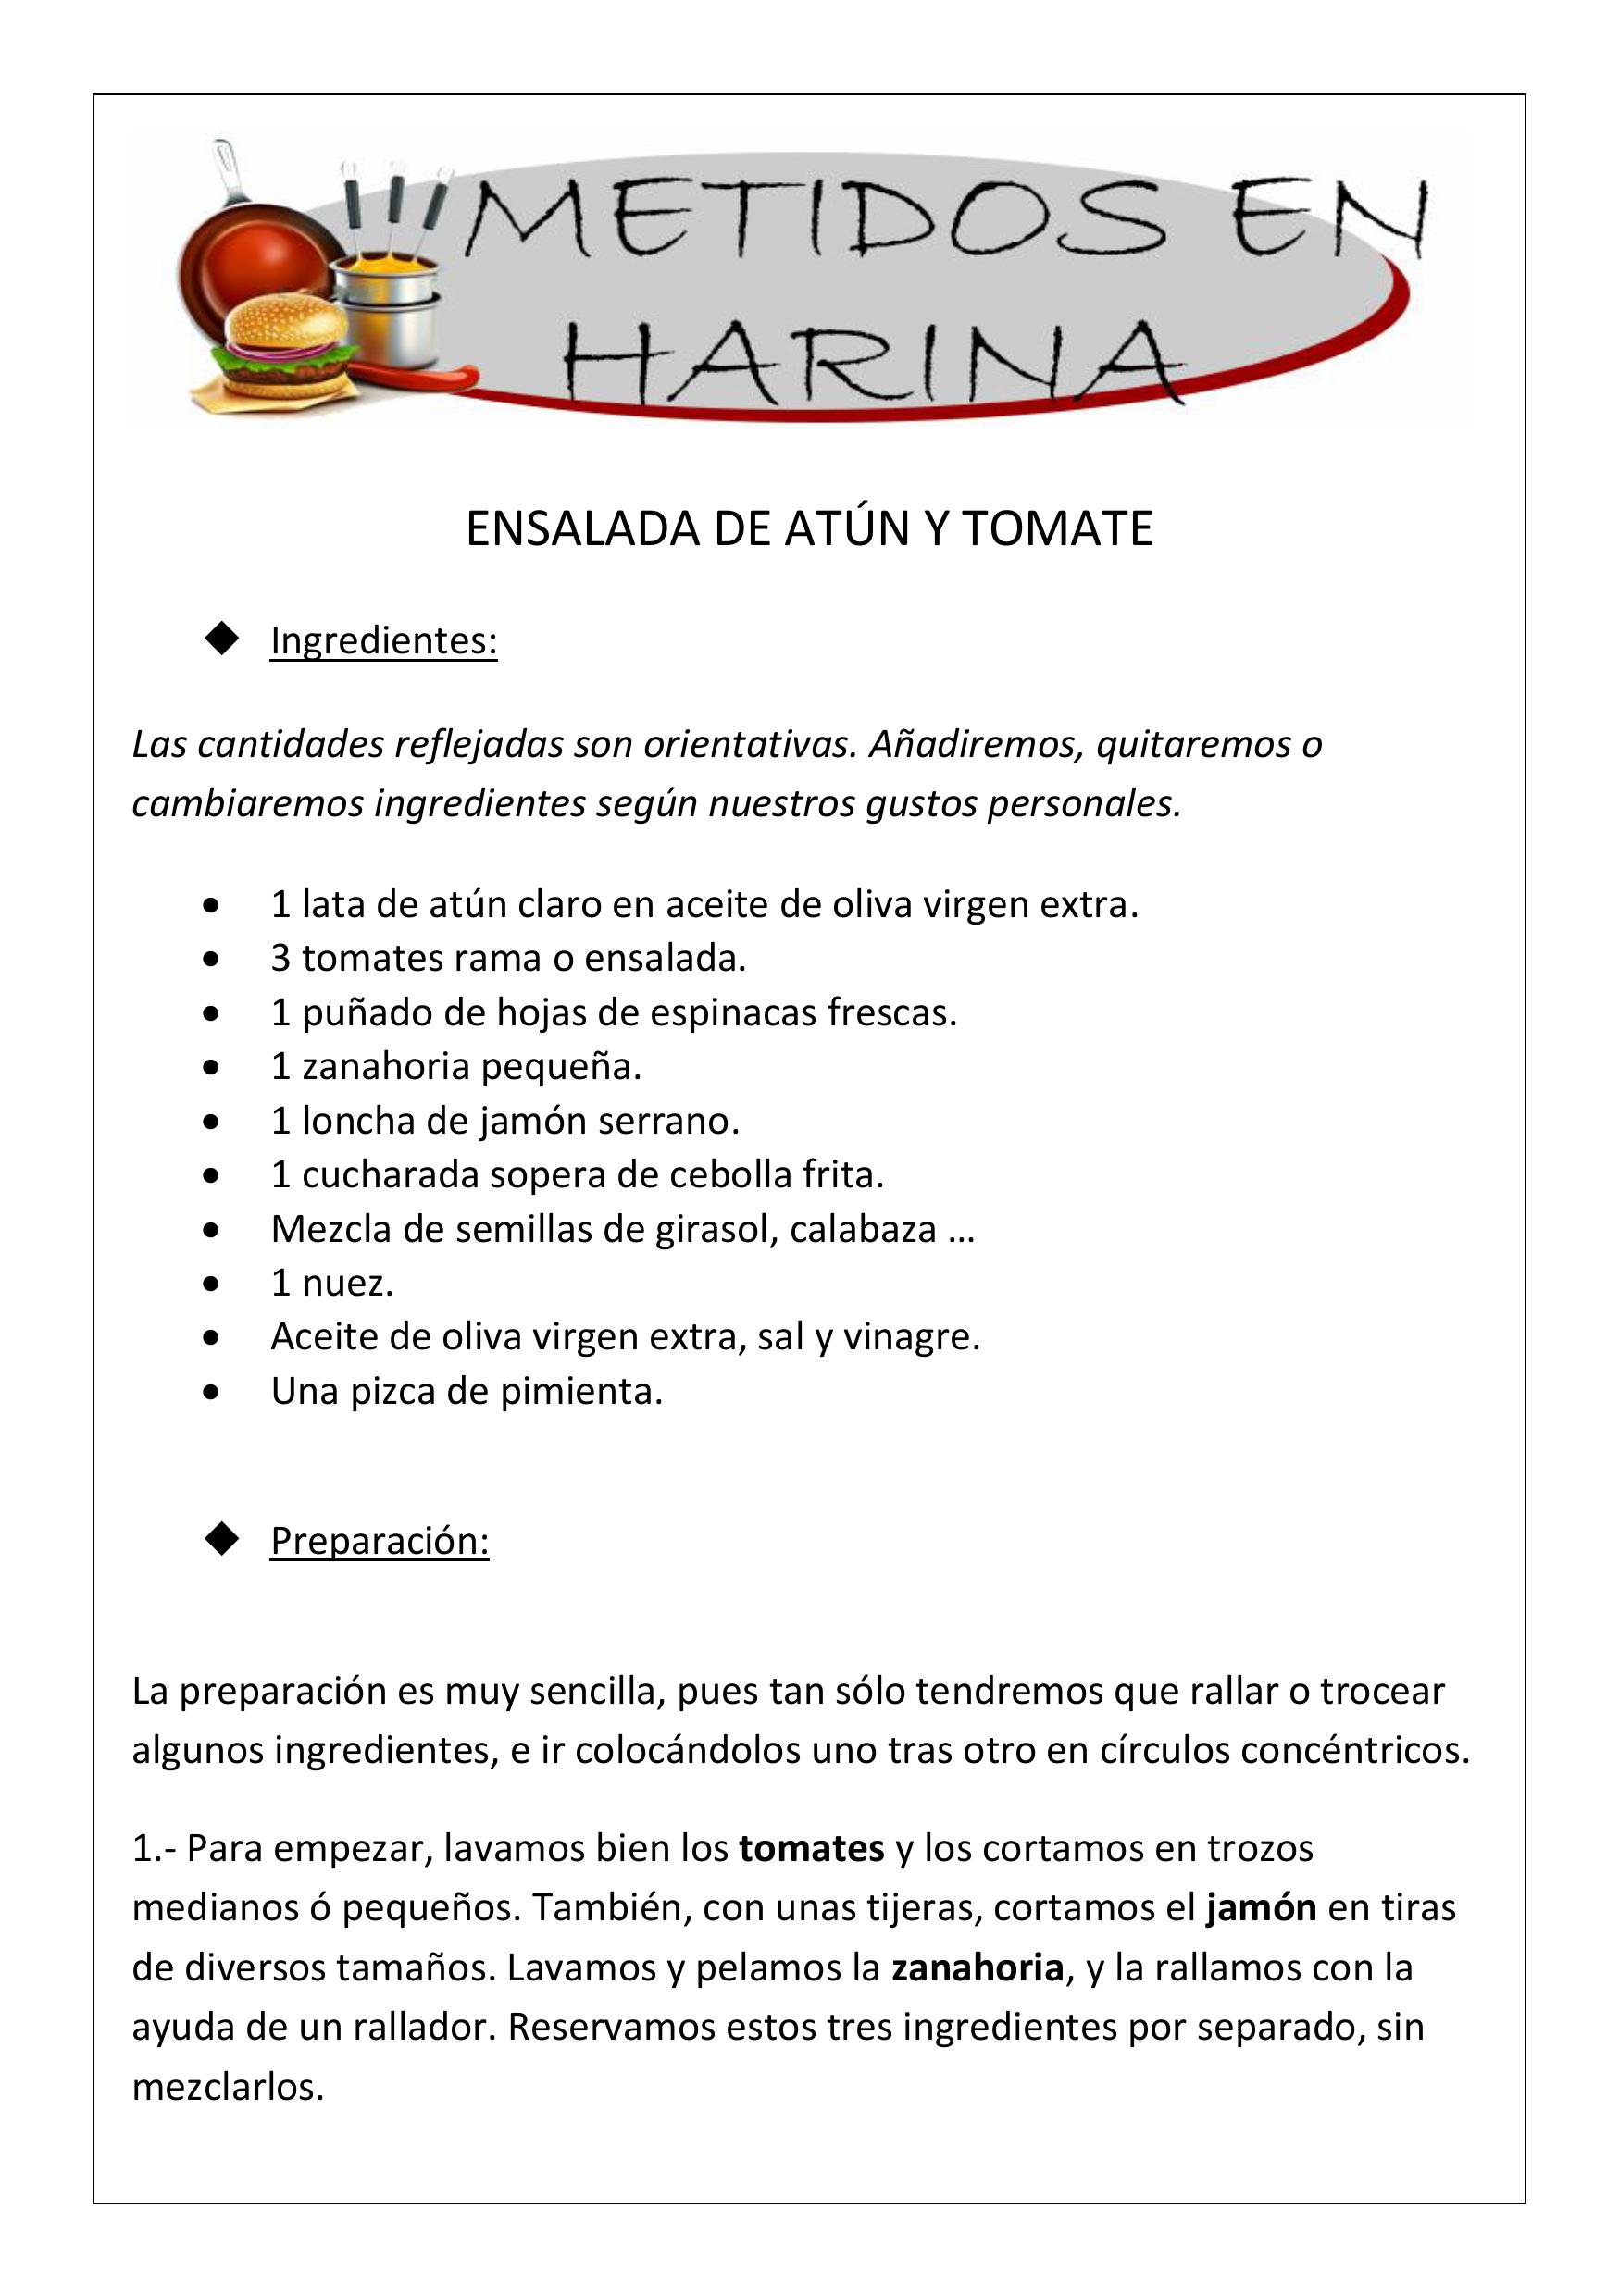 METIDOS EN
HARINA
ENSALADA DE ATÚN Y TOMATE
◆ Ingredientes:
Las cantidades reflejadas son orientativas. Añadiremos, quitaremos o
cambiaremos ingredientes según nuestros gustos personales.
• 1 lata de atún claro en aceite de oliva virgen extra.
• 3 tomates rama o ensalada.
• 1 puñado de hojas de espinacas frescas.
• 1 zanahoria pequeña.
• 1 loncha de jamón serrano.
• 1 cucharada sopera de cebolla frita.
• Mezcla de semillas de girasol, calabaza ...
• 1 nuez.
• Aceite de oliva virgen extra, sal y vinagre.
• Una pizca de pimienta.
◆ Preparación:
La preparación es muy sencilla, pues tan sólo tendremos que rallar o trocear
algunos ingredientes, e ir colocándolos uno tras otro en círculos concéntricos.
1.- Para empezar, lavamos bien los tomates y los cortamos en trozos
medianos ó pequeños. También, con unas tijeras, cortamos el jamón en tiras
de diversos tamaños. Lavamos y pelamos la zanahoria, y la rallamos con la
ayuda de un rallador. Reservamos estos tres ingredientes por separado, sin
mezclarlos.